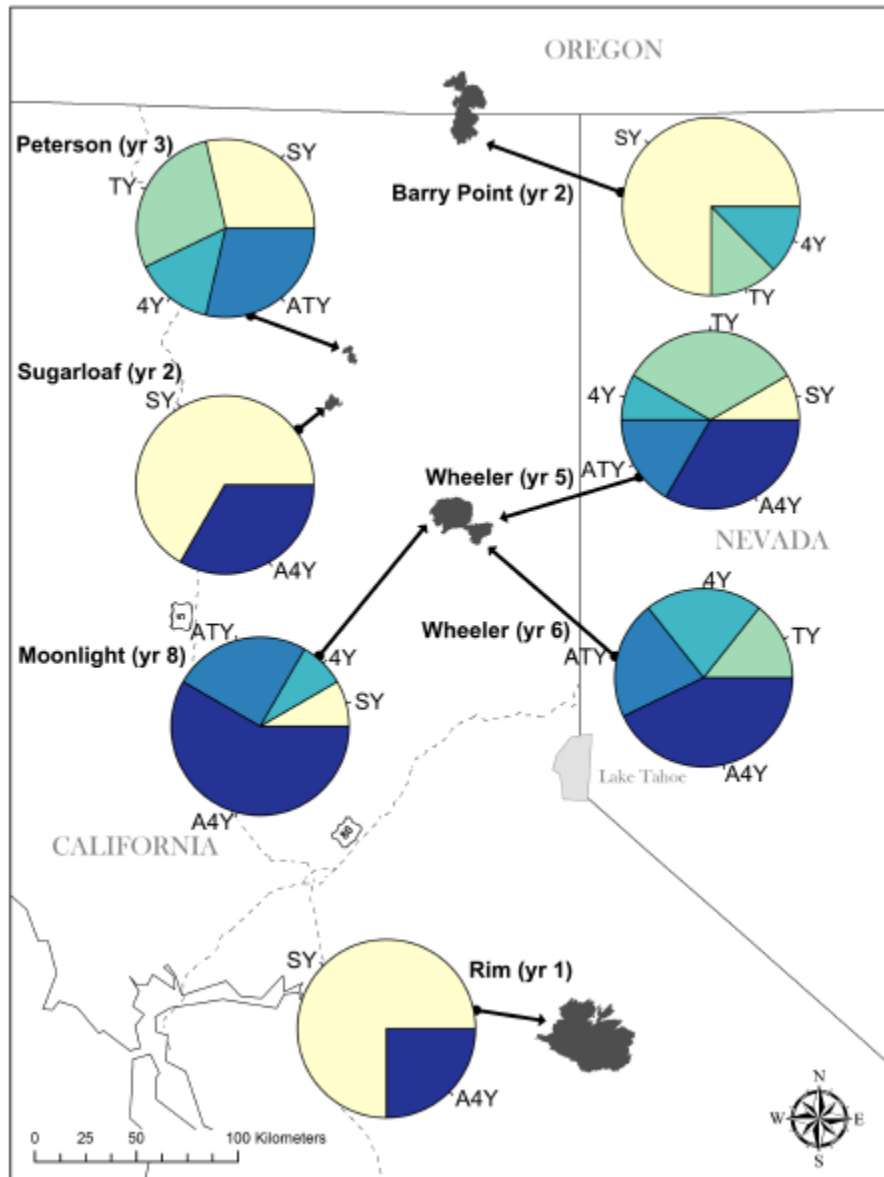 OREGON
Peterson (yr 3)
SY
TY
4Y
ATY
Barry Point (yr 2)
SY
4Y
TY
Sugarloaf (yr 2)
SY
A4Y
Wheeler (yr 5)
TY
4Y
SY
ATY
A4Y
NEVADA
5
Moonlight (yr 8)
ATY
4Y
SY
A4Y
Wheeler (yr 6)
4Y
TY
ATY
A4Y
Lake Tahoe
80
CALIFORNIA
Rim (yr 1)
SY
A4Y
0 25 50 100 Kilometers
N
W E
S